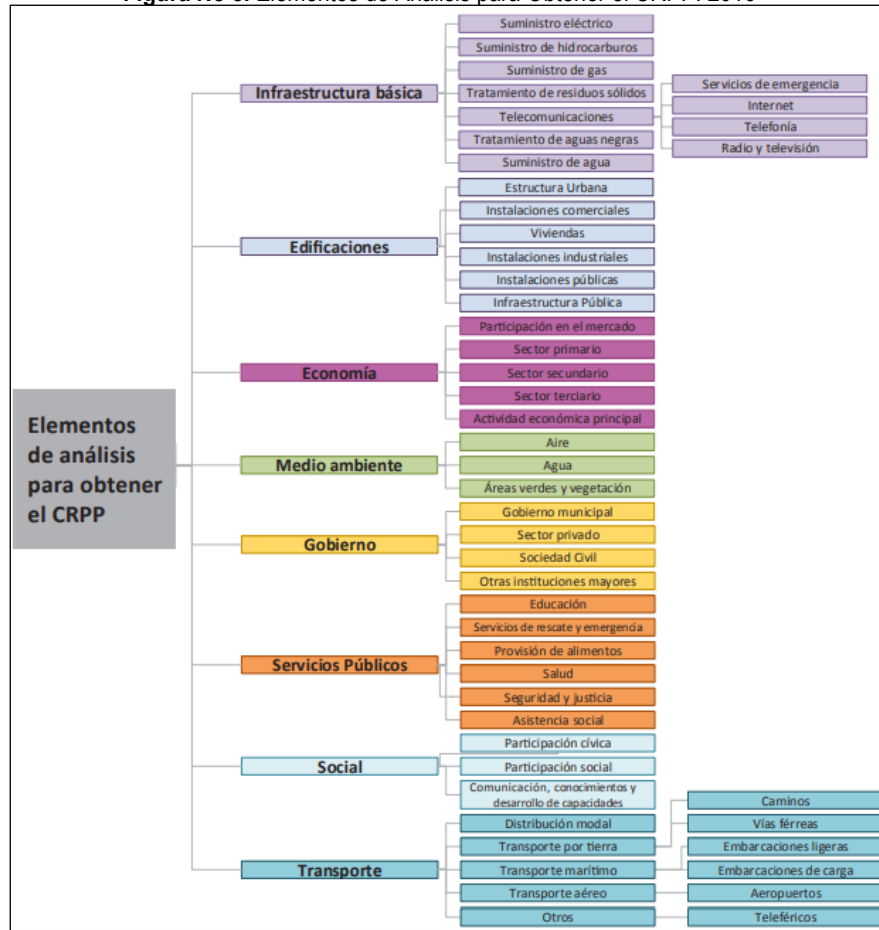 Elementos de Análisis para Obtener el
Elementos
de análisis
para obtener
el CRPP
Infraestructura básica
Suministro eléctrico
Suministro de hidrocarburos
Suministro de gas
Tratamiento de residuos sólidos
Telecomunicaciones
Servicios de emergencia
Internet
Telefonía
Radio y televisión
Tratamiento de aguas negras
Suministro de agua
Edificaciones
Estructura Urbana
Instalaciones comerciales
Viviendas
Instalaciones industriales
Instalaciones públicas
Infraestructura Pública
Economía
Participación en el mercado
Sector primario
Sector secundario
Sector terciario
Actividad económica principal
Medio ambiente
Aire
Agua
Áreas verdes y vegetación
Gobierno
Gobierno municipal
Sector privado
Sociedad Civil
Otras instituciones mayores
Servicios Públicos
Educación
Servicios de rescate y emergencia
Provisión de alimentos
Salud
Seguridad y justicia
Asistencia social
Social
Participación cívica
Participación social
Comunicación, conocimientos y
desarrollo de capacidades
Transporte
Distribución modal
Transporte por tierra
Caminos
Vías férreas
Transporte marítimo
Embarcaciones ligeras
Embarcaciones de carga
Transporte aéreo
Aeropuertos
Otros
Teleféricos